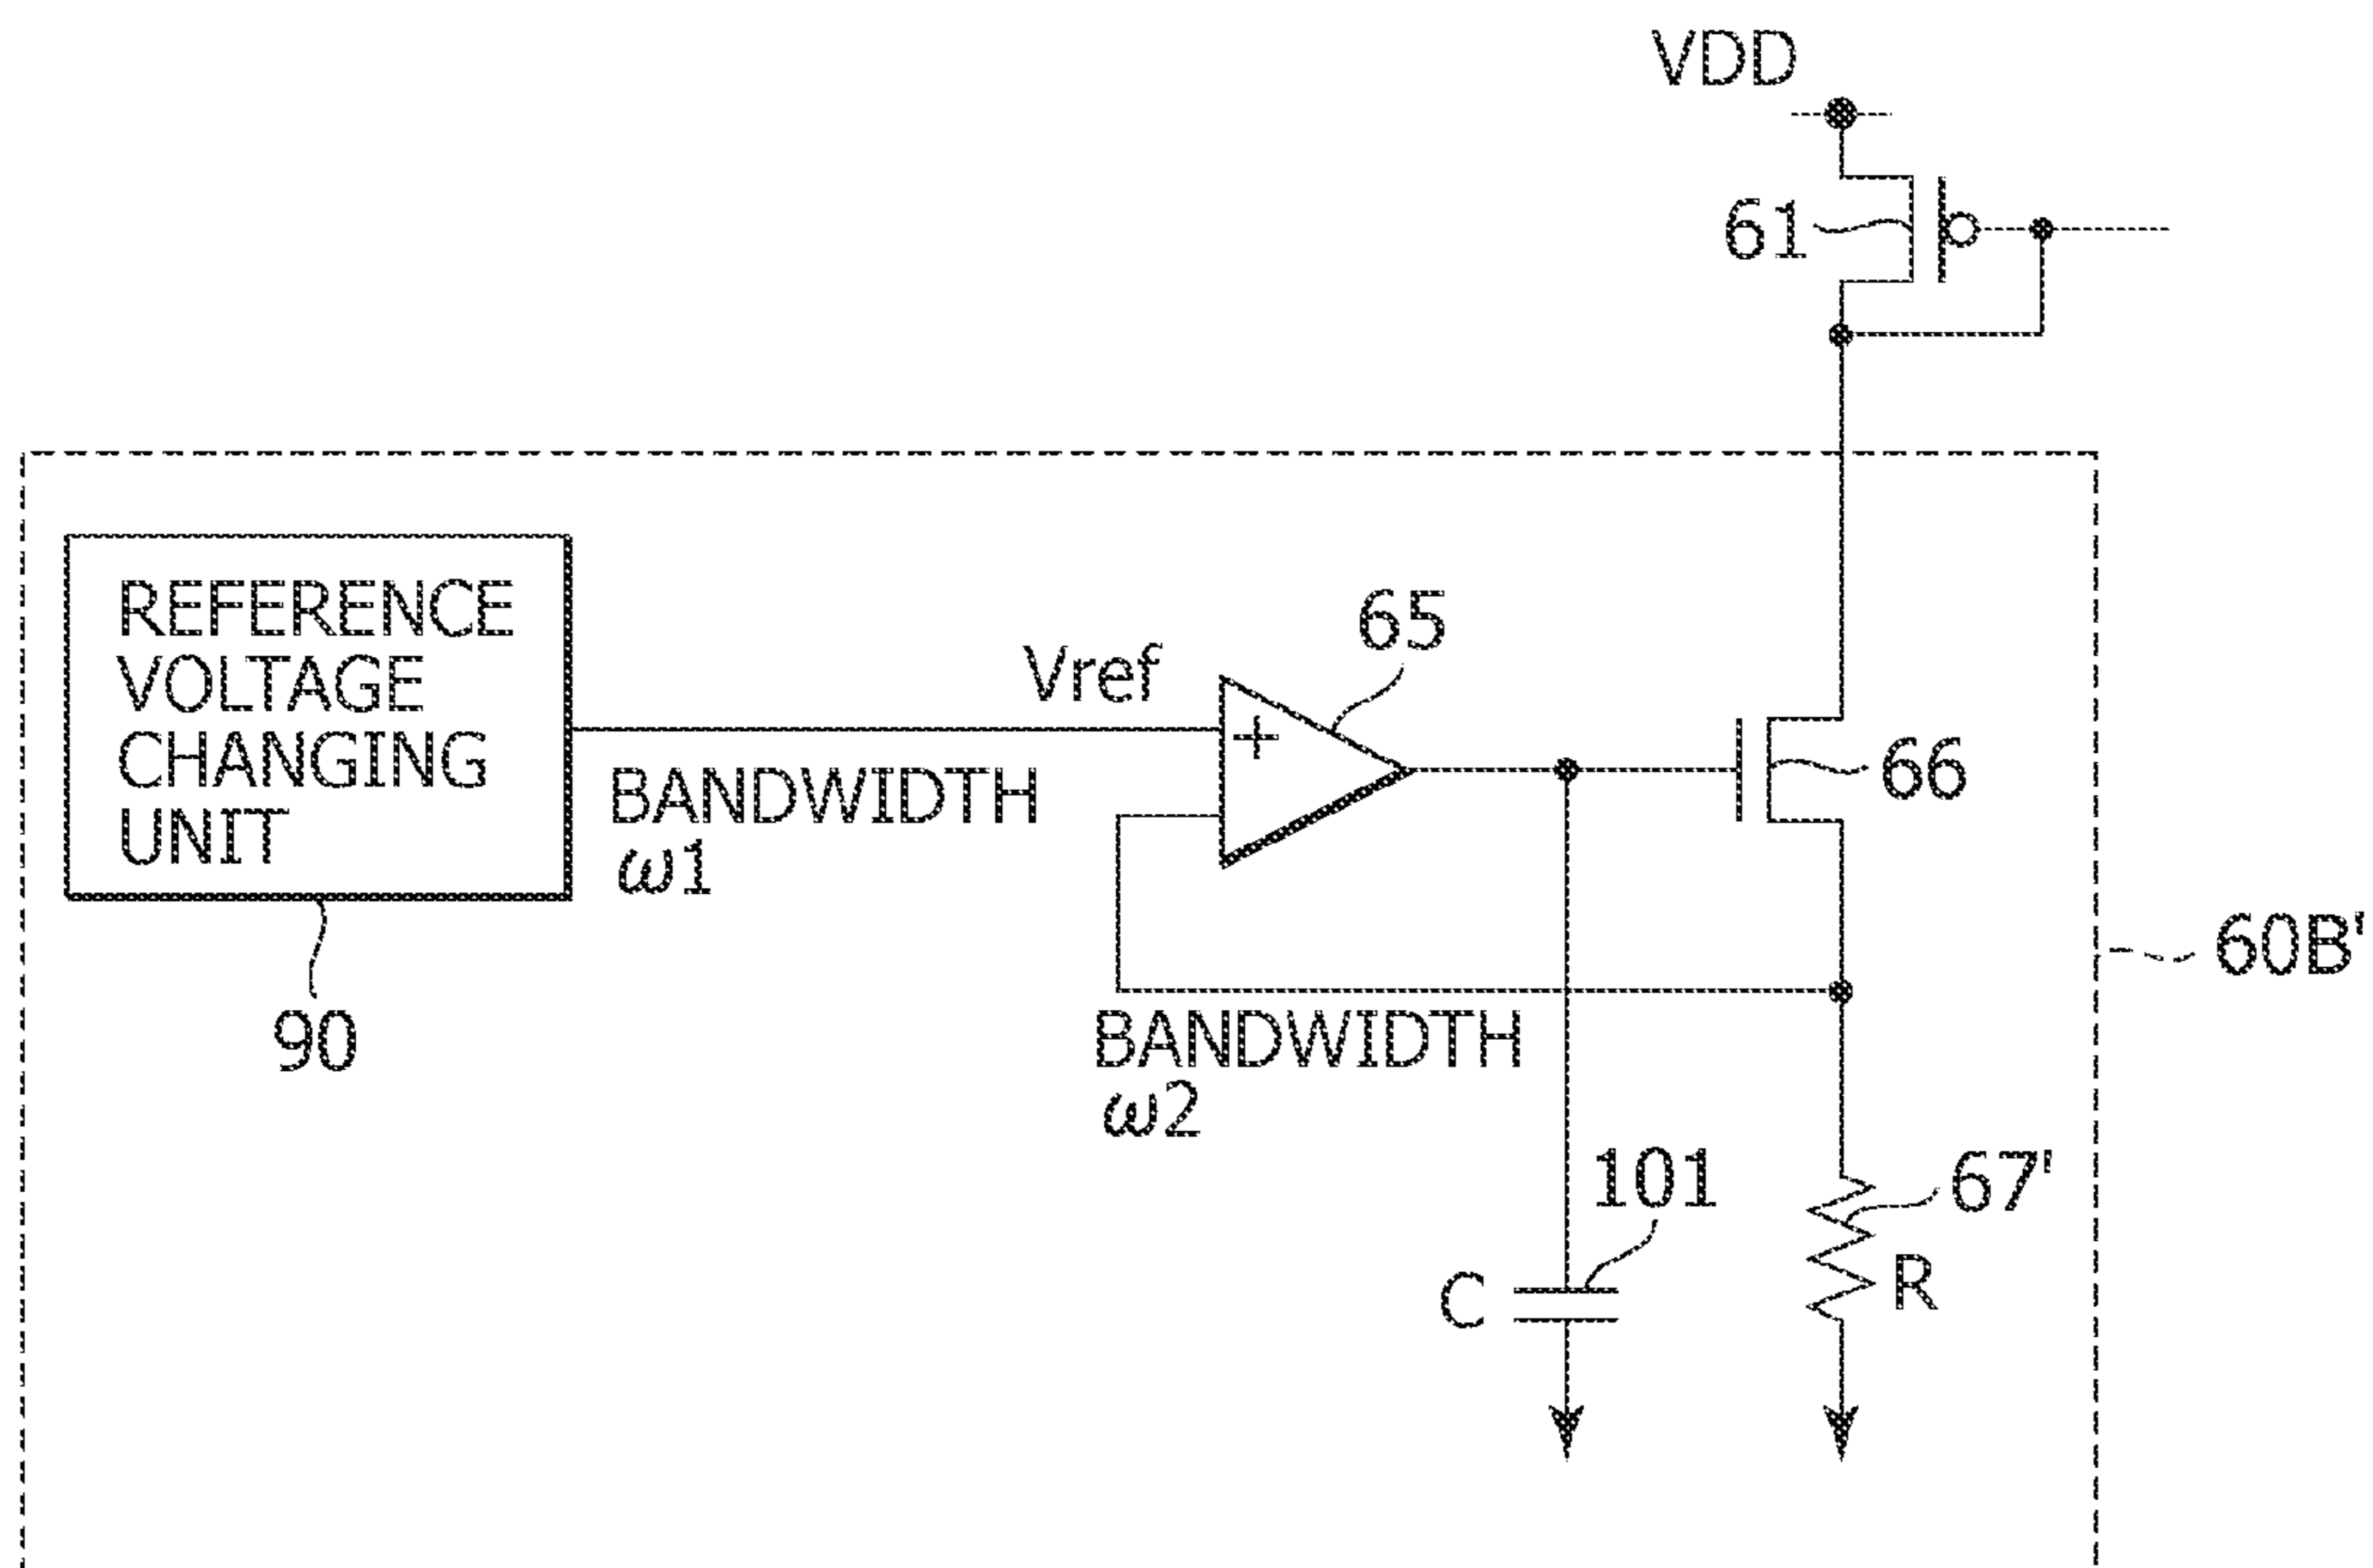 VDD
61
REFERENCE
VOLTAGE
CHANGING
UNIT
90
Vref
65
+
BANDWIDTH
ω1
66
60B'
BANDWIDTH
ω2
101
67'
C
R